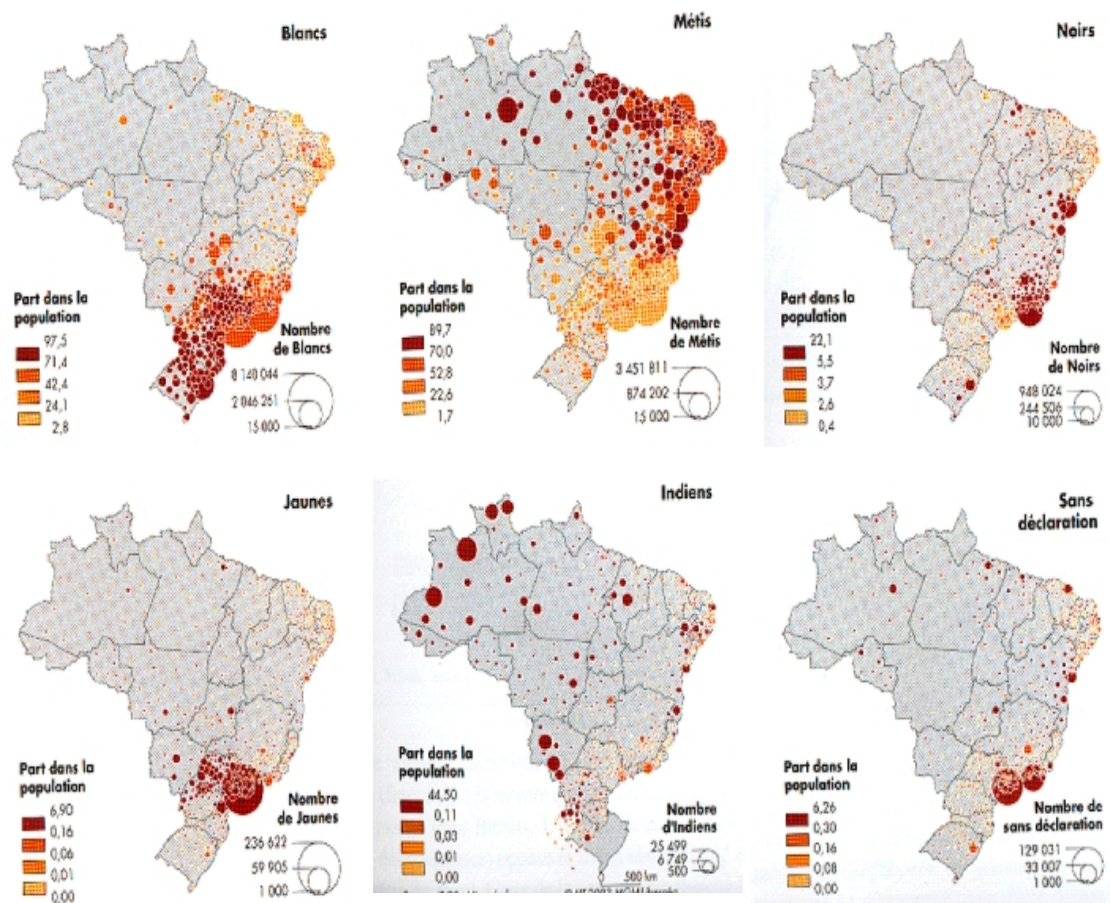 Blancs
Part dans la
population
97,5
71,4
42,4
24,1
2,8
Nombre
de Blancs
8 140 044
2 046 261
15 000
Métis
Part dans la
population
89,7
70,0
52,8
22,6
1,7
Nombre
de Métis
3 451 811
874 202
15 000
Noirs
Part dans la
population
22,1
5,5
3,7
2,6
0,4
Nombre
de Noirs
948 024
244 506
10 000
Jaunes
Part dans la
population
6,90
0,16
0,06
0,01
0,00
Nombre
de Jaunes
236 622
59 905
1 000
Indiens
Part dans la
population
44,50
0,11
0,03
0,01
0,00
Nombre
d'Indiens
25 499
6 749
500
500 km
Sans
déclaration
Part dans la
population
6,26
0,30
0,16
0,08
0,00
Nombre de
sans déclaration
129 031
33 007
1 000